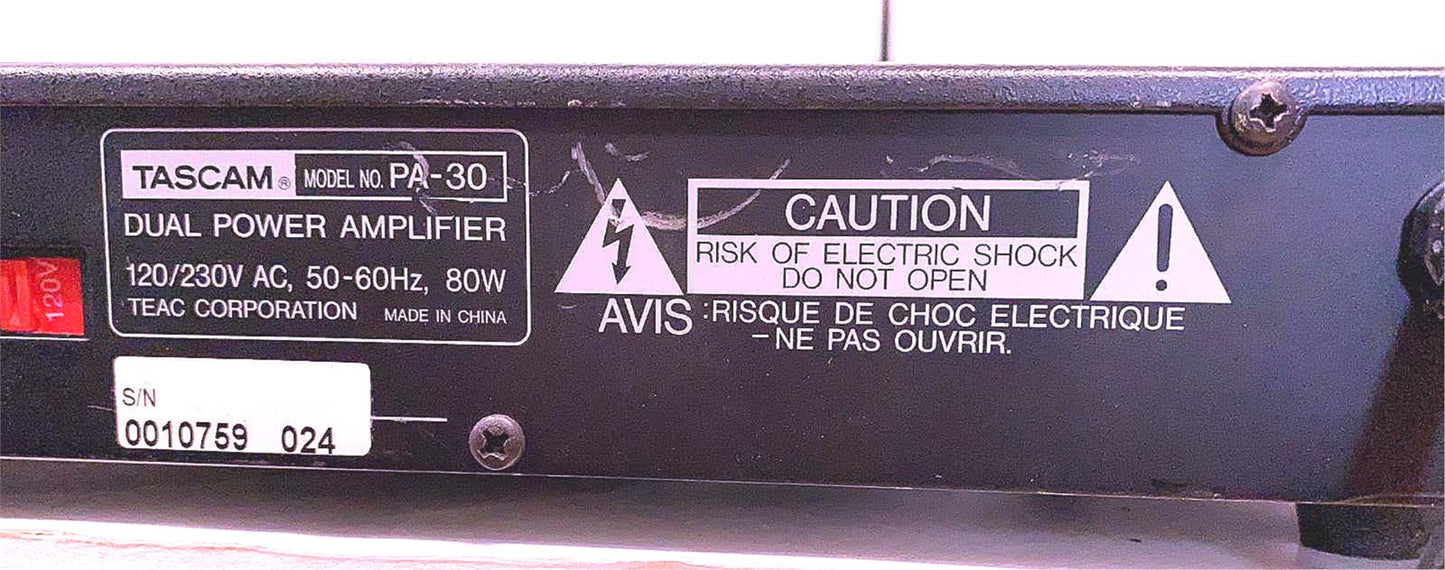 TASCAM® MODEL NO. PA-30
DUAL POWER AMPLIFIER
120/230V AC, 50-60Hz, 80W
TEAC CORPORATION MADE IN CHINA
120V
S/N
0010759 024
CAUTION
RISK OF ELECTRIC SHOCK
DO NOT OPEN
AVIS :RISQUE DE CHOC ELECTRIQUE
–NE PAS OUVRIR.